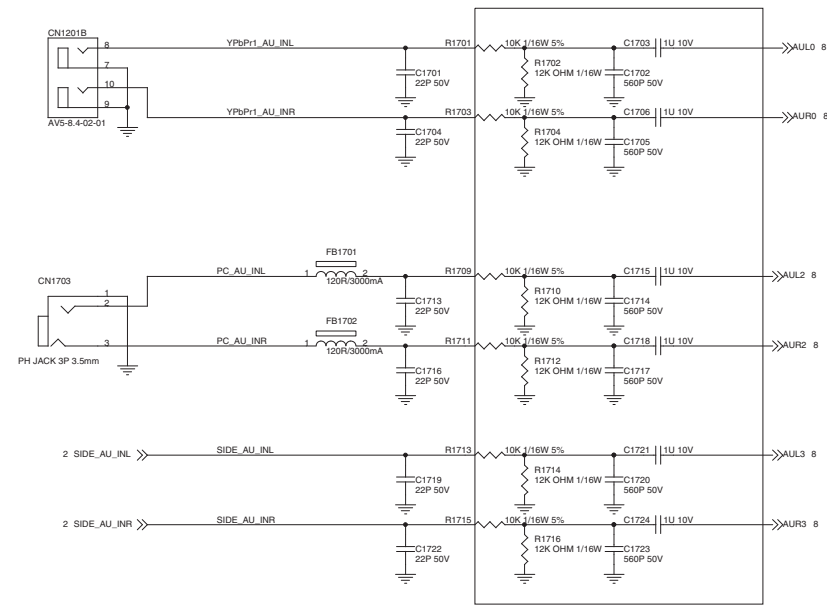 CN1201B
8 YPbPr1_AU_INL R1701 10K 1/16W 5% C1703 1U 10V AUL0 8
7 C1701 R1702 C1702
22P 50V 12K OHM 1/16W 560P 50V
10
9 YPbPr1_AU_INR R1703 10K 1/16W 5% C1706 1U 10V AUR0 8
AV5-8.4-02-01
C1704 R1704 C1705
22P 50V 12K OHM 1/16W 560P 50V
FB1701
CN1703 PC_AU_INL 1 2 R1709 10K 1/16W 5% C1715 1U 10V AUL2 8
120R/3000mA
1
2 C1713 R1710 C1714
22P 50V 12K OHM 1/16W 560P 50V
FB1702
3 PC_AU_INR 1 2 R1711 10K 1/16W 5% C1718 1U 10V AUR2 8
120R/3000mA
PH JACK 3P 3.5mm
C1716 R1712 C1717
22P 50V 12K OHM 1/16W 560P 50V
2 SIDE_AU_INL SIDE_AU_INL R1713 10K 1/16W 5% C1721 1U 10V AUL3 8
C1719 R1714 C1720
22P 50V 12K OHM 1/16W 560P 50V
2 SIDE_AU_INR SIDE_AU_INR R1715 10K 1/16W 5% C1724 1U 10V AUR3 8
C1722 R1716 C1723
22P 50V 12K OHM 1/16W 560P 50V